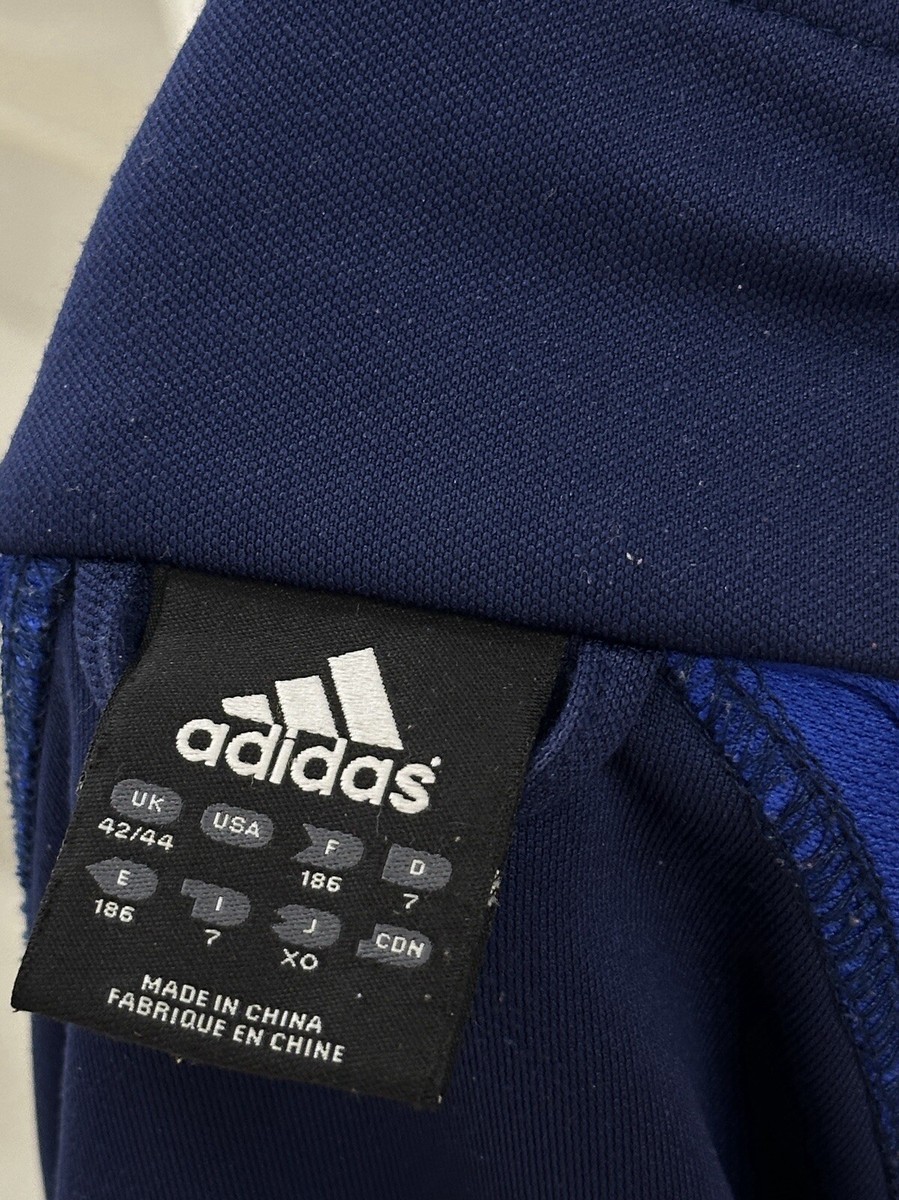 adidas
UK USA F D
42/44 186 7
E I J CDN
186 7 XO
MADE IN CHINA
FABRIQUE EN CHINE